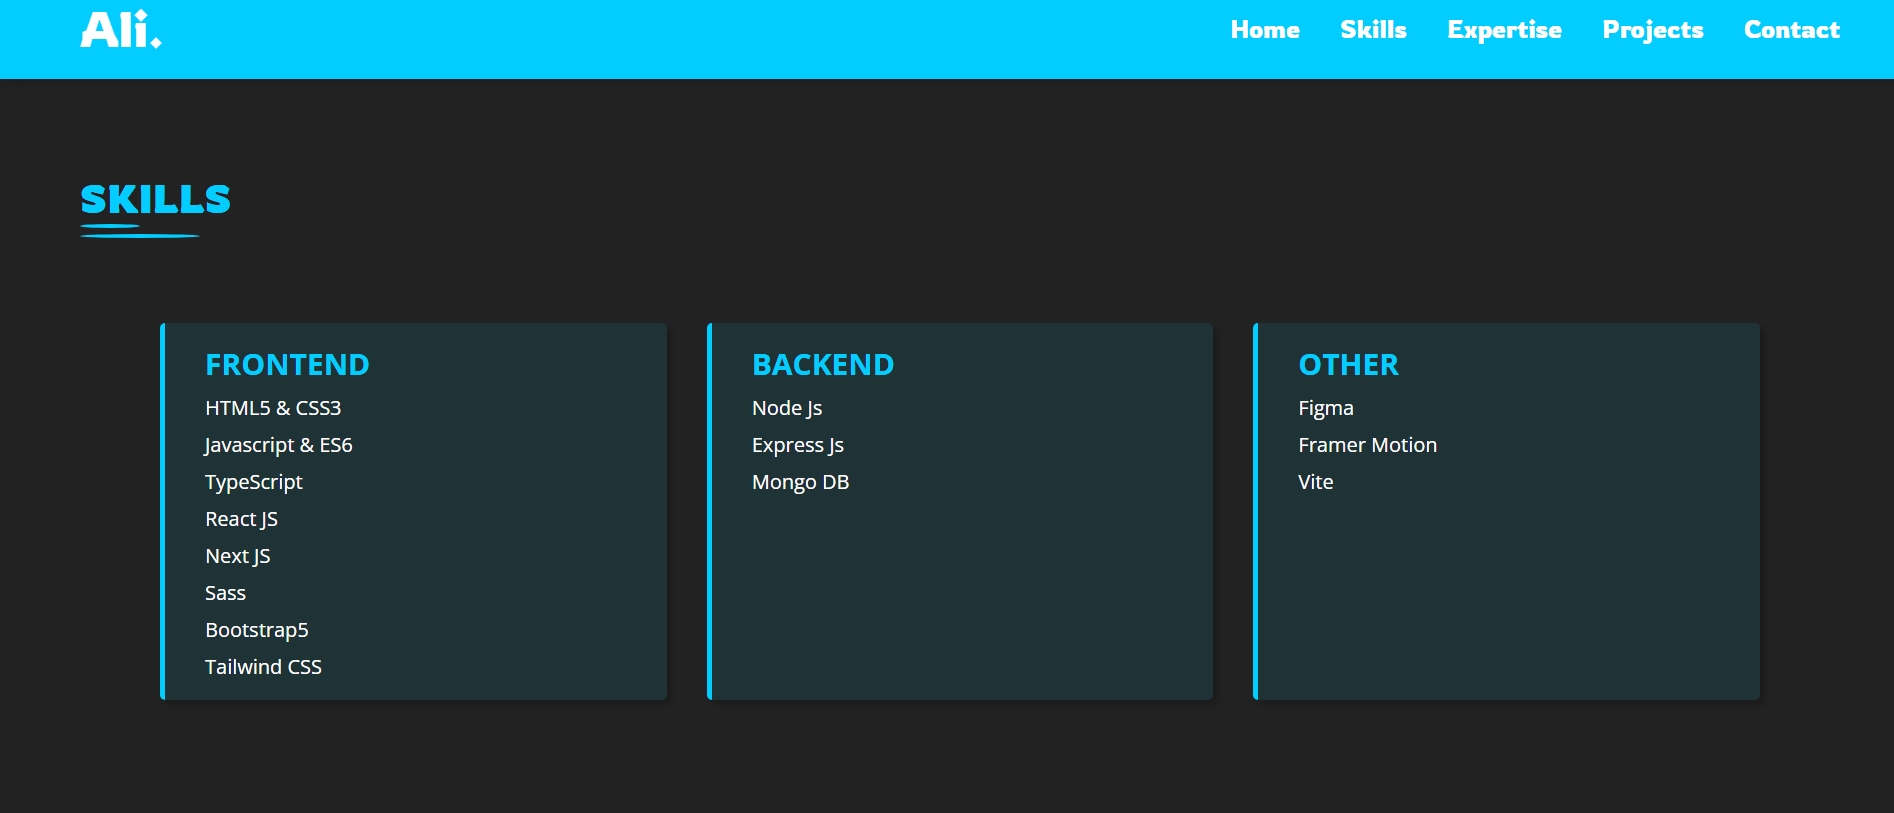 Ali.
Home Skills Expertise Projects Contact
SKILLS
FRONTEND
HTML5 & CSS3
Javascript & ES6
TypeScript
React JS
Next JS
Sass
Bootstrap5
Tailwind CSS
BACKEND
Node Js
Express Js
Mongo DB
OTHER
Figma
Framer Motion
Vite